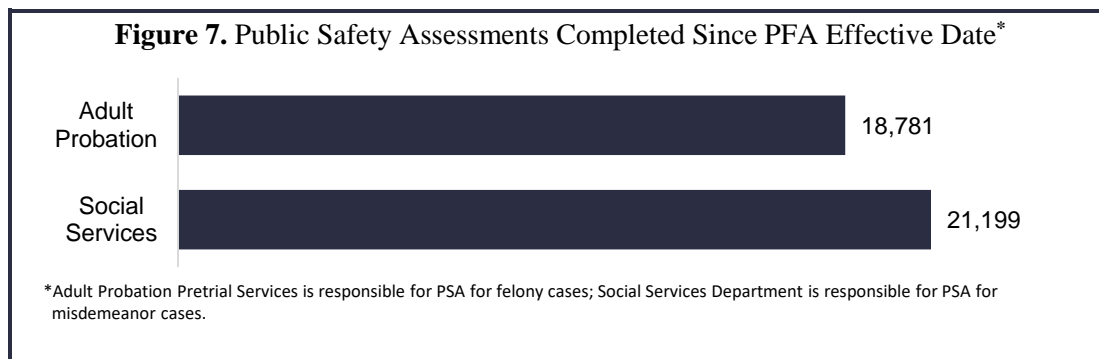 Figure 7. Public Safety Assessments Completed Since PFA Effective Date*
Adult
Probation
18,781
Social
Services
21,199
*Adult Probation Pretrial Services is responsible for PSA for felony cases; Social Services Department is responsible for PSA for
misdemeanor cases.